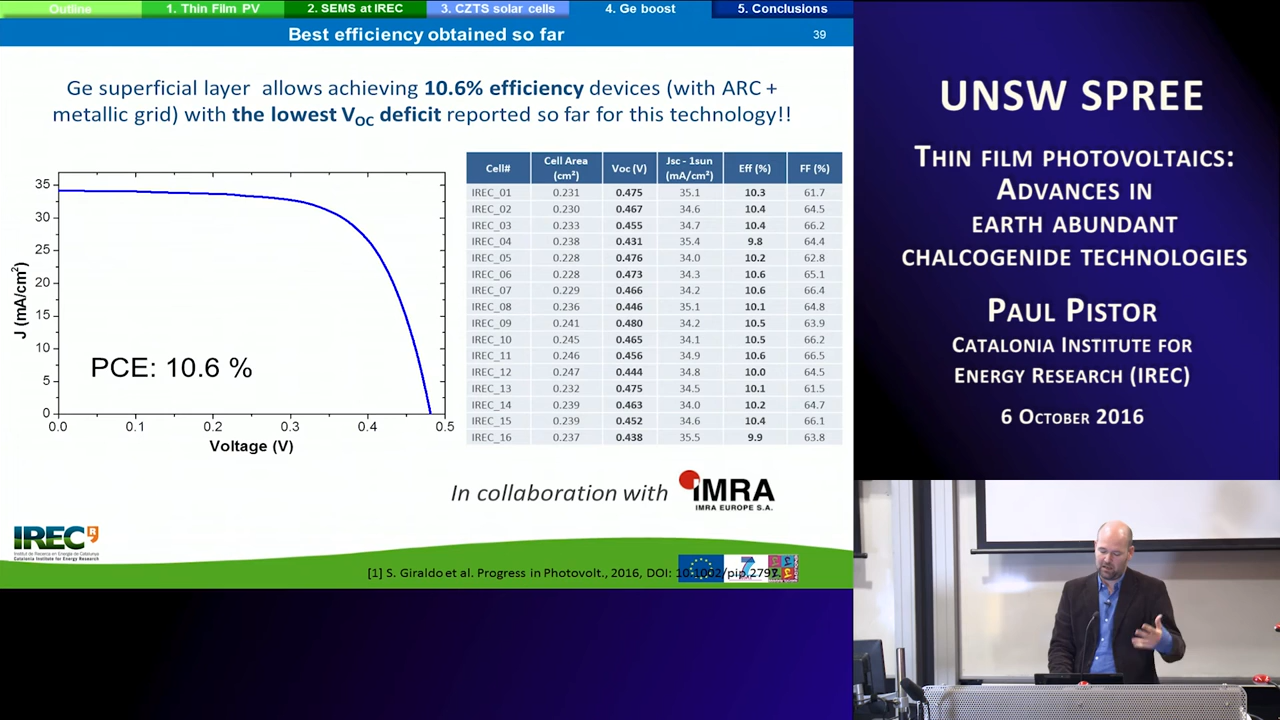 Outline
1. Thin Film PV
2. SEMS at IREC
3. CZTS solar cells
4. Ge boost
5. Conclusions
Best efficiency obtained so far
39
Ge superficial layer allows achieving 10.6% efficiency devices (with ARC +
metallic grid) with the lowest VOC deficit reported so far for this technology!!
35
30
25
20
15
10
5
0
J (mA/cm²)
PCE: 10.6 %
0.0 0.1 0.2 0.3 0.4 0.5
Voltage (V)
Cell# Cell Area (cm²) Voc (V) Jsc - 1sun (mA/cm²) Eff (%) FF (%)
IREC_01 0.231 0.475 35.1 10.3 61.7
IREC_02 0.230 0.467 34.6 10.4 64.5
IREC_03 0.233 0.455 34.7 10.4 66.2
IREC_04 0.238 0.431 35.4 9.8 64.4
IREC_05 0.228 0.476 34.0 10.2 62.8
IREC_06 0.228 0.473 34.3 10.6 65.1
IREC_07 0.229 0.466 34.2 10.6 66.4
IREC_08 0.236 0.446 35.1 10.1 64.8
IREC_09 0.241 0.480 34.2 10.5 63.9
IREC_10 0.245 0.465 34.1 10.5 66.2
IREC_11 0.246 0.456 34.9 10.6 66.5
IREC_12 0.247 0.444 34.8 10.0 64.5
IREC_13 0.232 0.475 34.5 10.1 61.5
IREC_14 0.239 0.463 34.0 10.2 64.7
IREC_15 0.239 0.452 34.6 10.4 66.1
IREC_16 0.237 0.438 35.5 9.9 63.8
In collaboration with
IMRA
IMRA EUROPE S.A.
IREC
Institut de Recerca en Energia de Catalunya
Catalonia Institute for Energy Research
[1] S. Giraldo et al. Progress in Photovolt., 2016, DOI: 10.1002/pip.2797
UNSW SPREE
THIN FILM PHOTOVOLTAICS:
ADVANCES IN
EARTH ABUNDANT
CHALCOGENIDE TECHNOLOGIES
PAUL PISTOR
CATALONIA INSTITUTE FOR
ENERGY RESEARCH (IREC)
6 OCTOBER 2016